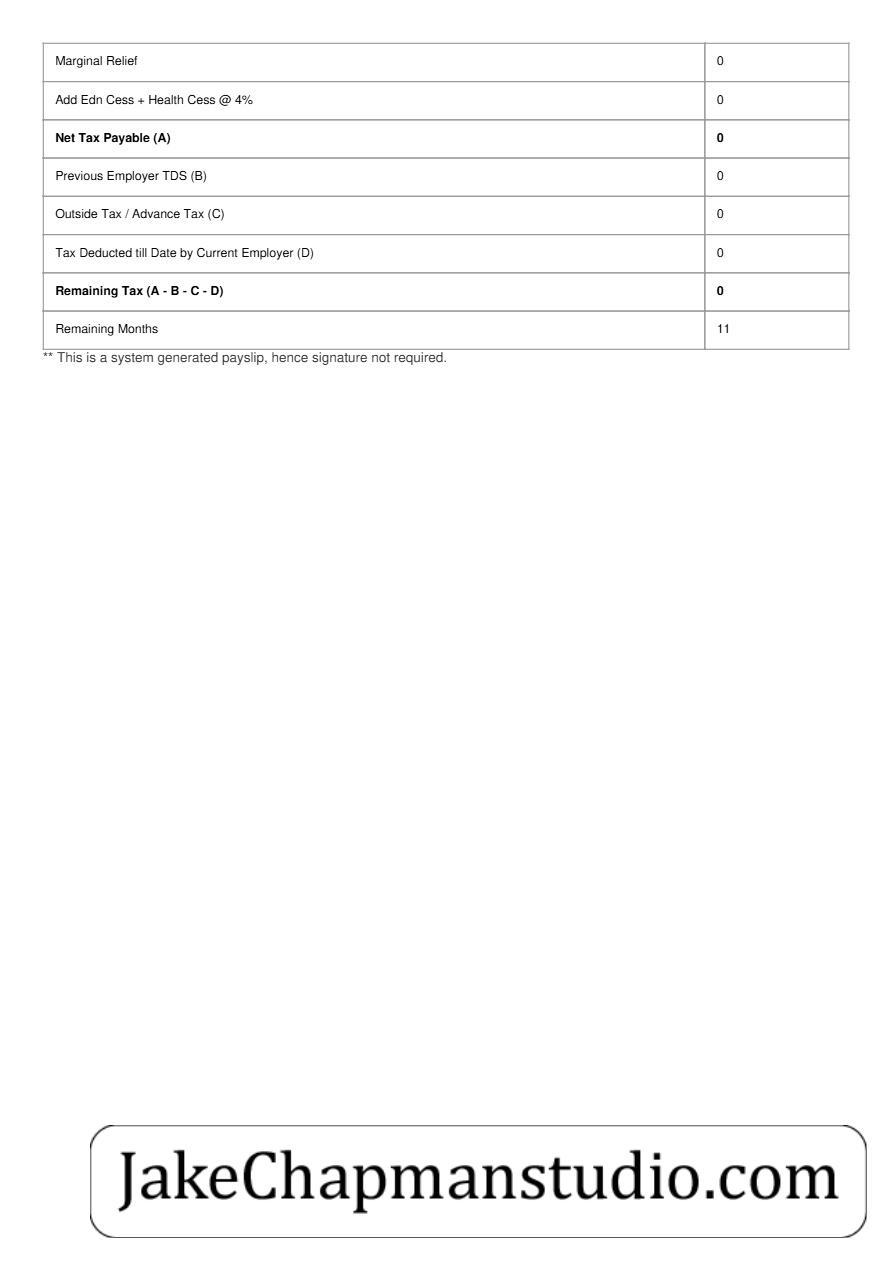 Marginal Relief 0
Add Edn Cess + Health Cess @ 4% 0
Net Tax Payable (A) 0
Previous Employer TDS (B) 0
Outside Tax / Advance Tax (C) 0
Tax Deducted till Date by Current Employer (D) 0
Remaining Tax (A - B - C - D) 0
Remaining Months 11
** This is a system generated payslip, hence signature not required.
JakeChapmanstudio.com